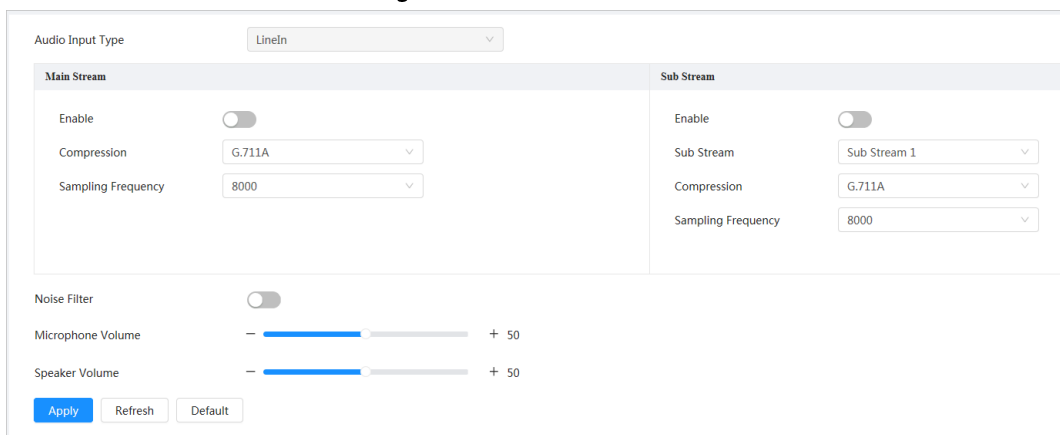 Audio Input Type LineIn
Main Stream Sub Stream
Enable Enable
Compression G.711A Sub Stream Sub Stream 1
Sampling Frequency 8000 Compression G.711A
Sampling Frequency 8000
Noise Filter
Microphone Volume − + 50
Speaker Volume − + 50
Apply Refresh Default